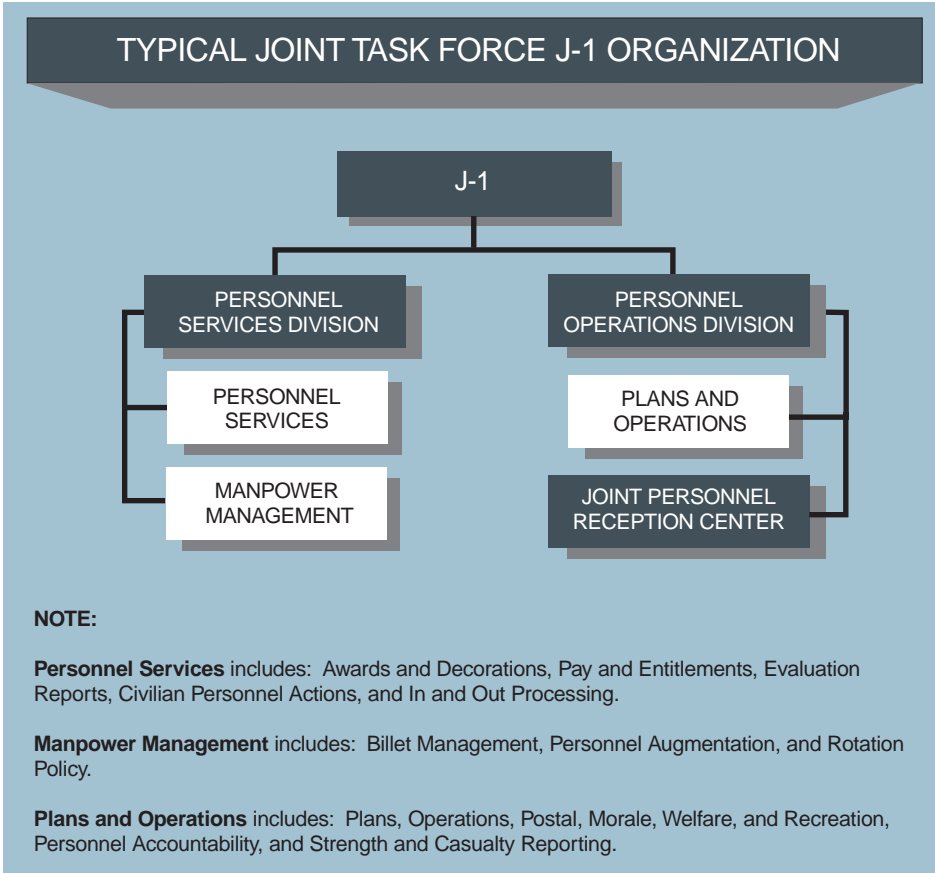 TYPICAL JOINT TASK FORCE J-1 ORGANIZATION
J-1
PERSONNEL
SERVICES DIVISION
PERSONNEL
SERVICES
MANPOWER
MANAGEMENT
PERSONNEL
OPERATIONS DIVISION
PLANS AND
OPERATIONS
JOINT PERSONNEL
RECEPTION CENTER
NOTE:
Personnel Services includes: Awards and Decorations, Pay and Entitlements, Evaluation
Reports, Civilian Personnel Actions, and In and Out Processing.
Manpower Management includes: Billet Management, Personnel Augmentation, and Rotation
Policy.
Plans and Operations includes: Plans, Operations, Postal, Morale, Welfare, and Recreation,
Personnel Accountability, and Strength and Casualty Reporting.